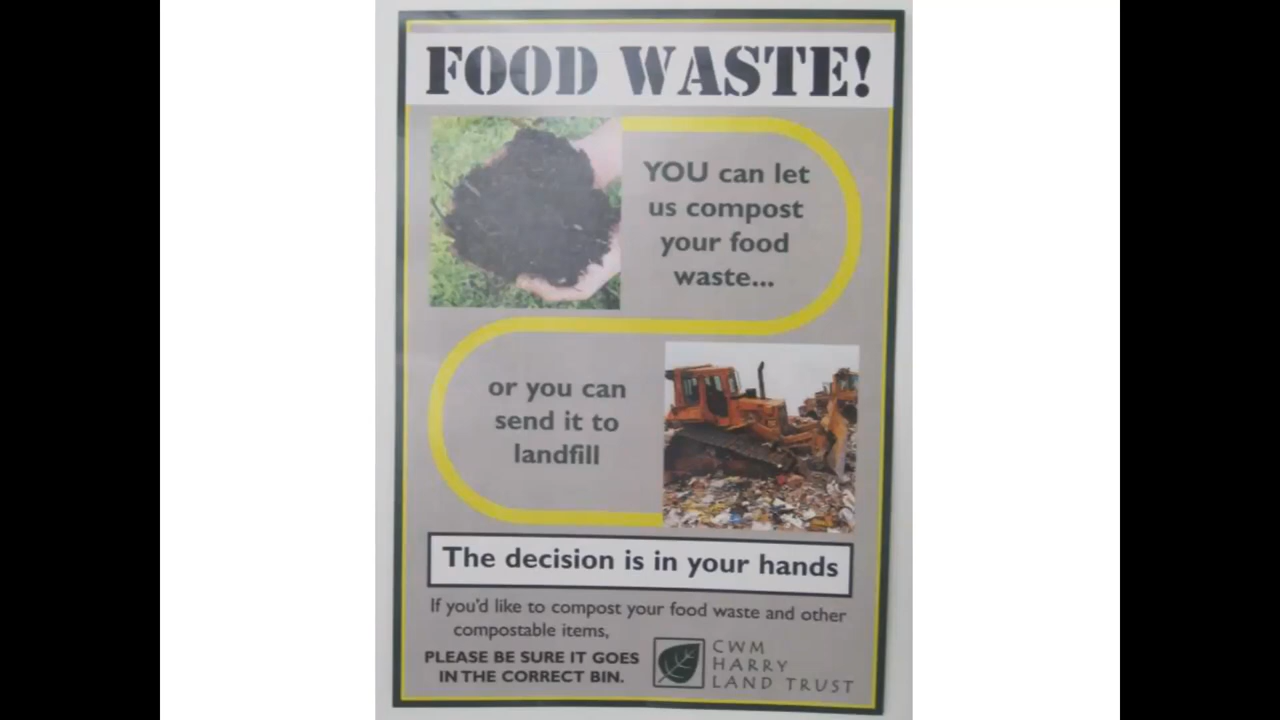 FOOD WASTE!
YOU can let
us compost
your food
waste...
or you can
send it to
landfill
The decision is in your hands
If you'd like to compost your food waste and other
compostable items,
PLEASE BE SURE IT GOES
IN THE CORRECT BIN.
CWM
HARRY
LAND TRUST